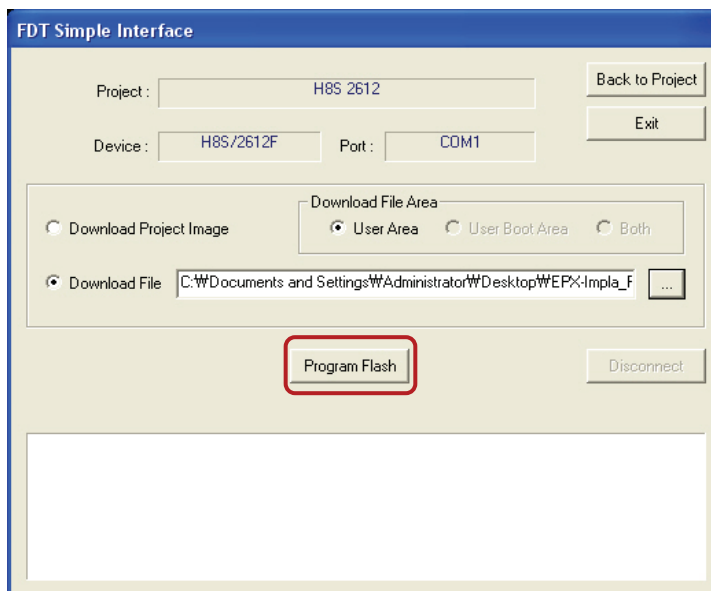 FDT Simple Interface
Project : H8S 2612 Back to Project
Exit
Device : H8S/2612F Port : COM1
Download File Area
Download Project Image User Area User Boot Area Both
Download File C:₩Documents and Settings₩Administrator₩Desktop₩EPX-Impla_F ...
Program Flash Disconnect